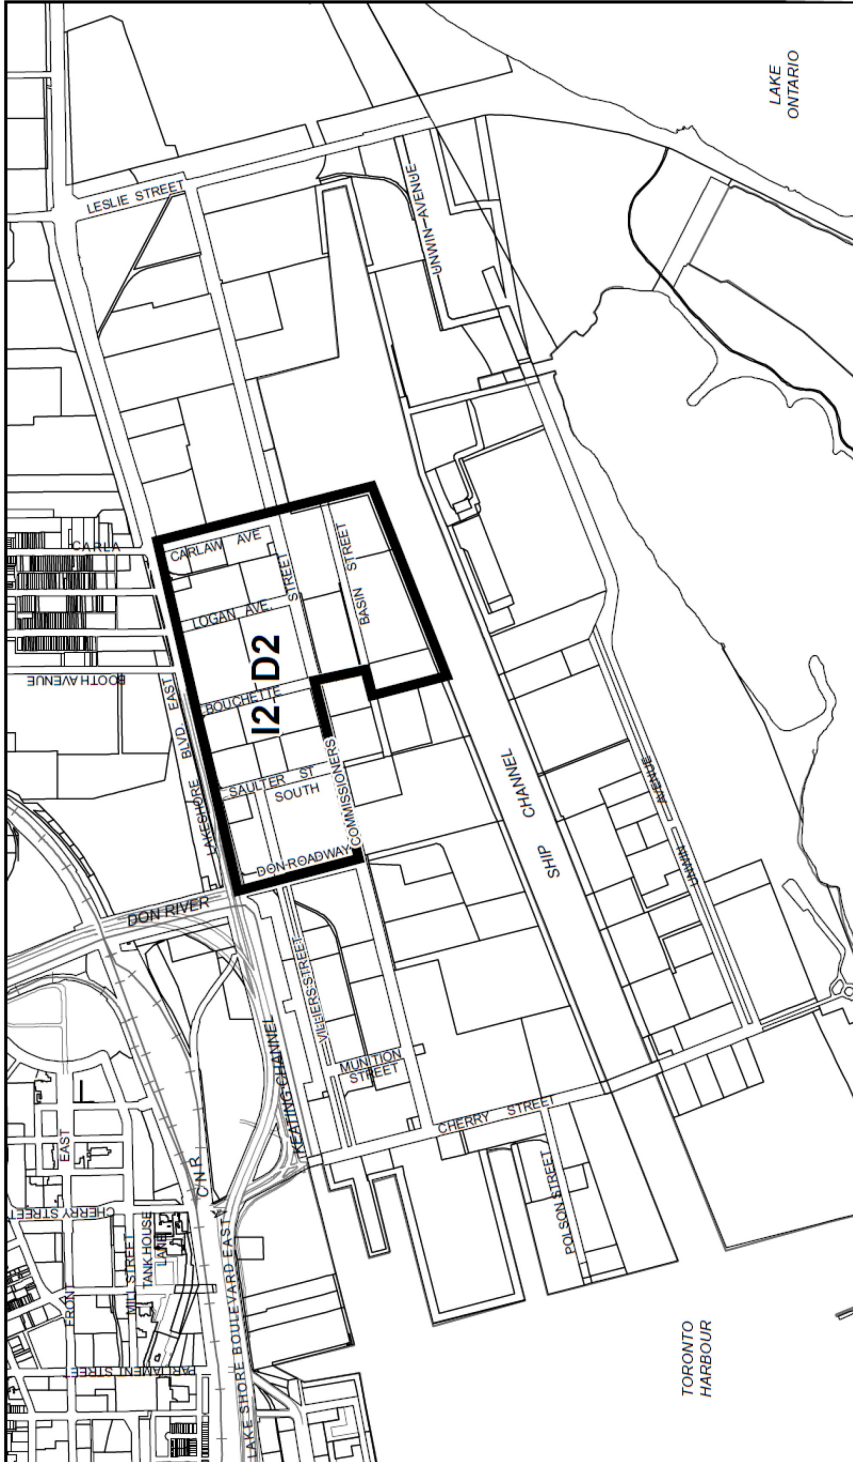 LAKE
ONTARIO
LESLIE STREET
UNWIN AVENUE
CARLA
CARLAW AVE
STREET
BASIN STREET
LOGAN AVE.
I2 D2
BOOTH AVENUE
BOUCHETTE
LAKESHORE BLVD. EAST
SAULTER ST
SOUTH
COMMISSIONERS
SHIP CHANNEL
UNWIN AVENUE
DON ROADWAY
DON RIVER
VILLIERS STREET
KEATING CHANNEL
MUNITION
STREET
CHERRY STREET
POLSON STREET
C N R
EAST
CHERRY STREET
MILL STREET
TANK HOUSE
LANE
FRONT
PARLIAMENT STREET
LAKE SHORE BOULEVARD EAST
TORONTO
HARBOUR